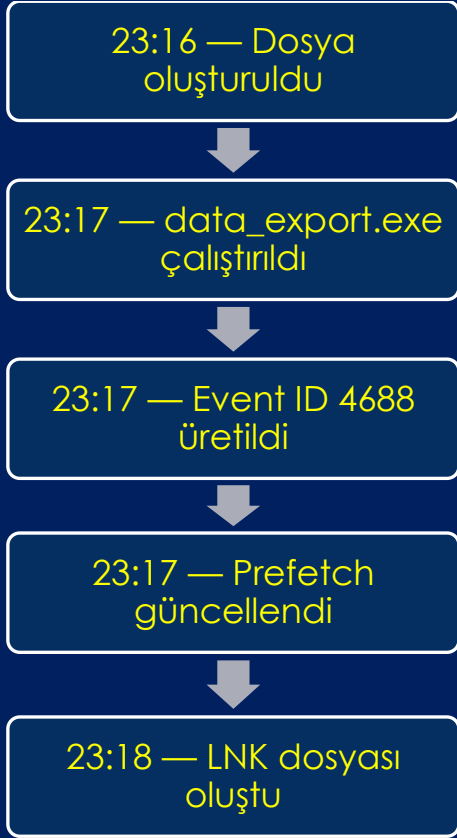 23:16 — Dosya
oluşturuldu
23:17 — data_export.exe
çalıştırıldı
23:17 — Event ID 4688
üretildi
23:17 — Prefetch
güncellendi
23:18 — LNK dosyası
oluştu